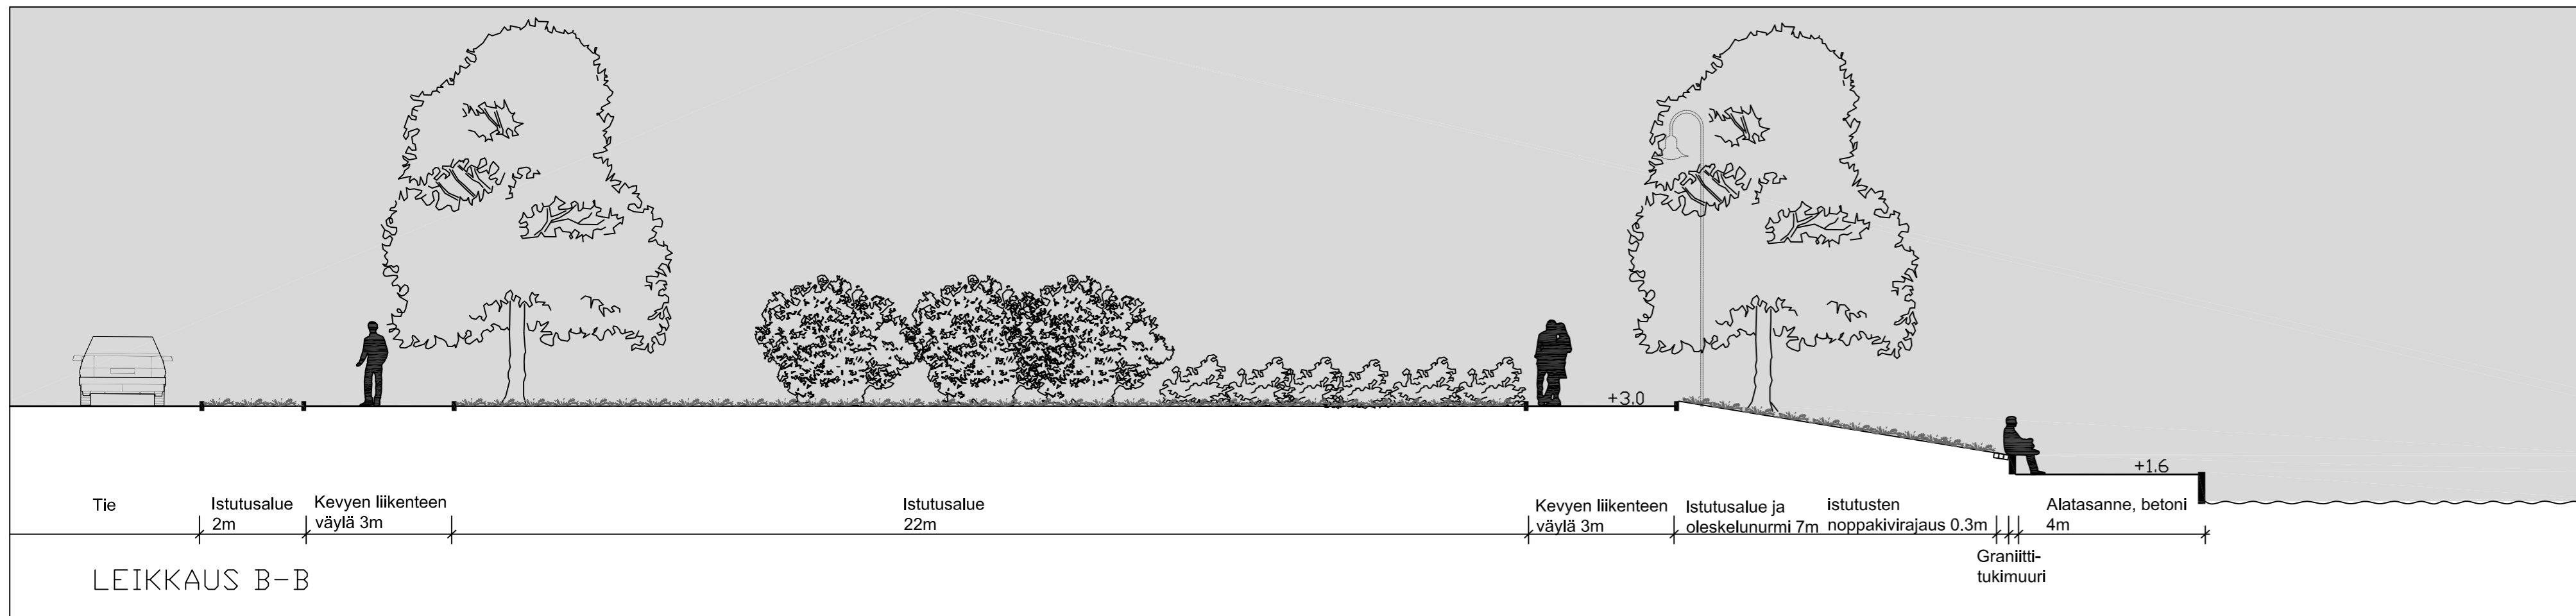 +3.0
+1.6
Tie
Istutusalue
2m
Kevyen liikenteen
väylä 3m
Istutusalue
22m
Kevyen liikenteen
väylä 3m
Istutusalue ja
oleskelunurmi 7m
istutusten
noppakivirajaus 0.3m
Graniitti-
tukimuuri
Alatasanne, betoni
4m
LEIKKAUS B-B